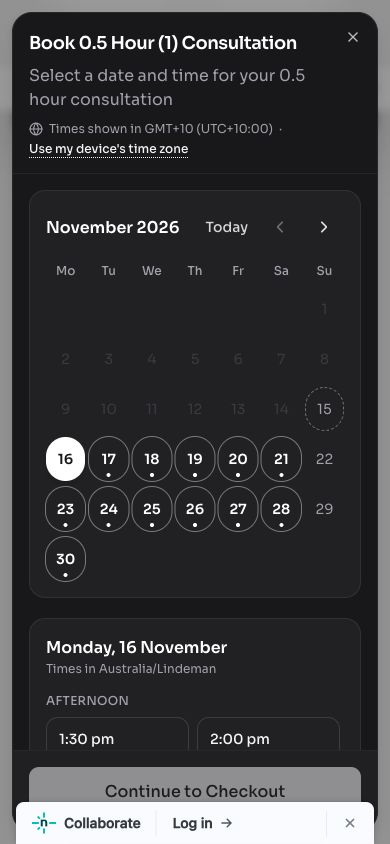 Book 0.5 Hour (1) Consultation
Select a date and time for your 0.5
hour consultation
Times shown in GMT+10 (UTC+10:00) ·
Use my device's time zone
November 2026 Today
Mo Tu We Th Fr Sa Su
1
2 3 4 5 6 7 8
9 10 11 12 13 14 15
16 17 18 19 20 21 22
23 24 25 26 27 28 29
30
Monday, 16 November
Times in Australia/Lindeman
AFTERNOON
1:30 pm 2:00 pm
Continue to Checkout
Collaborate Log in →